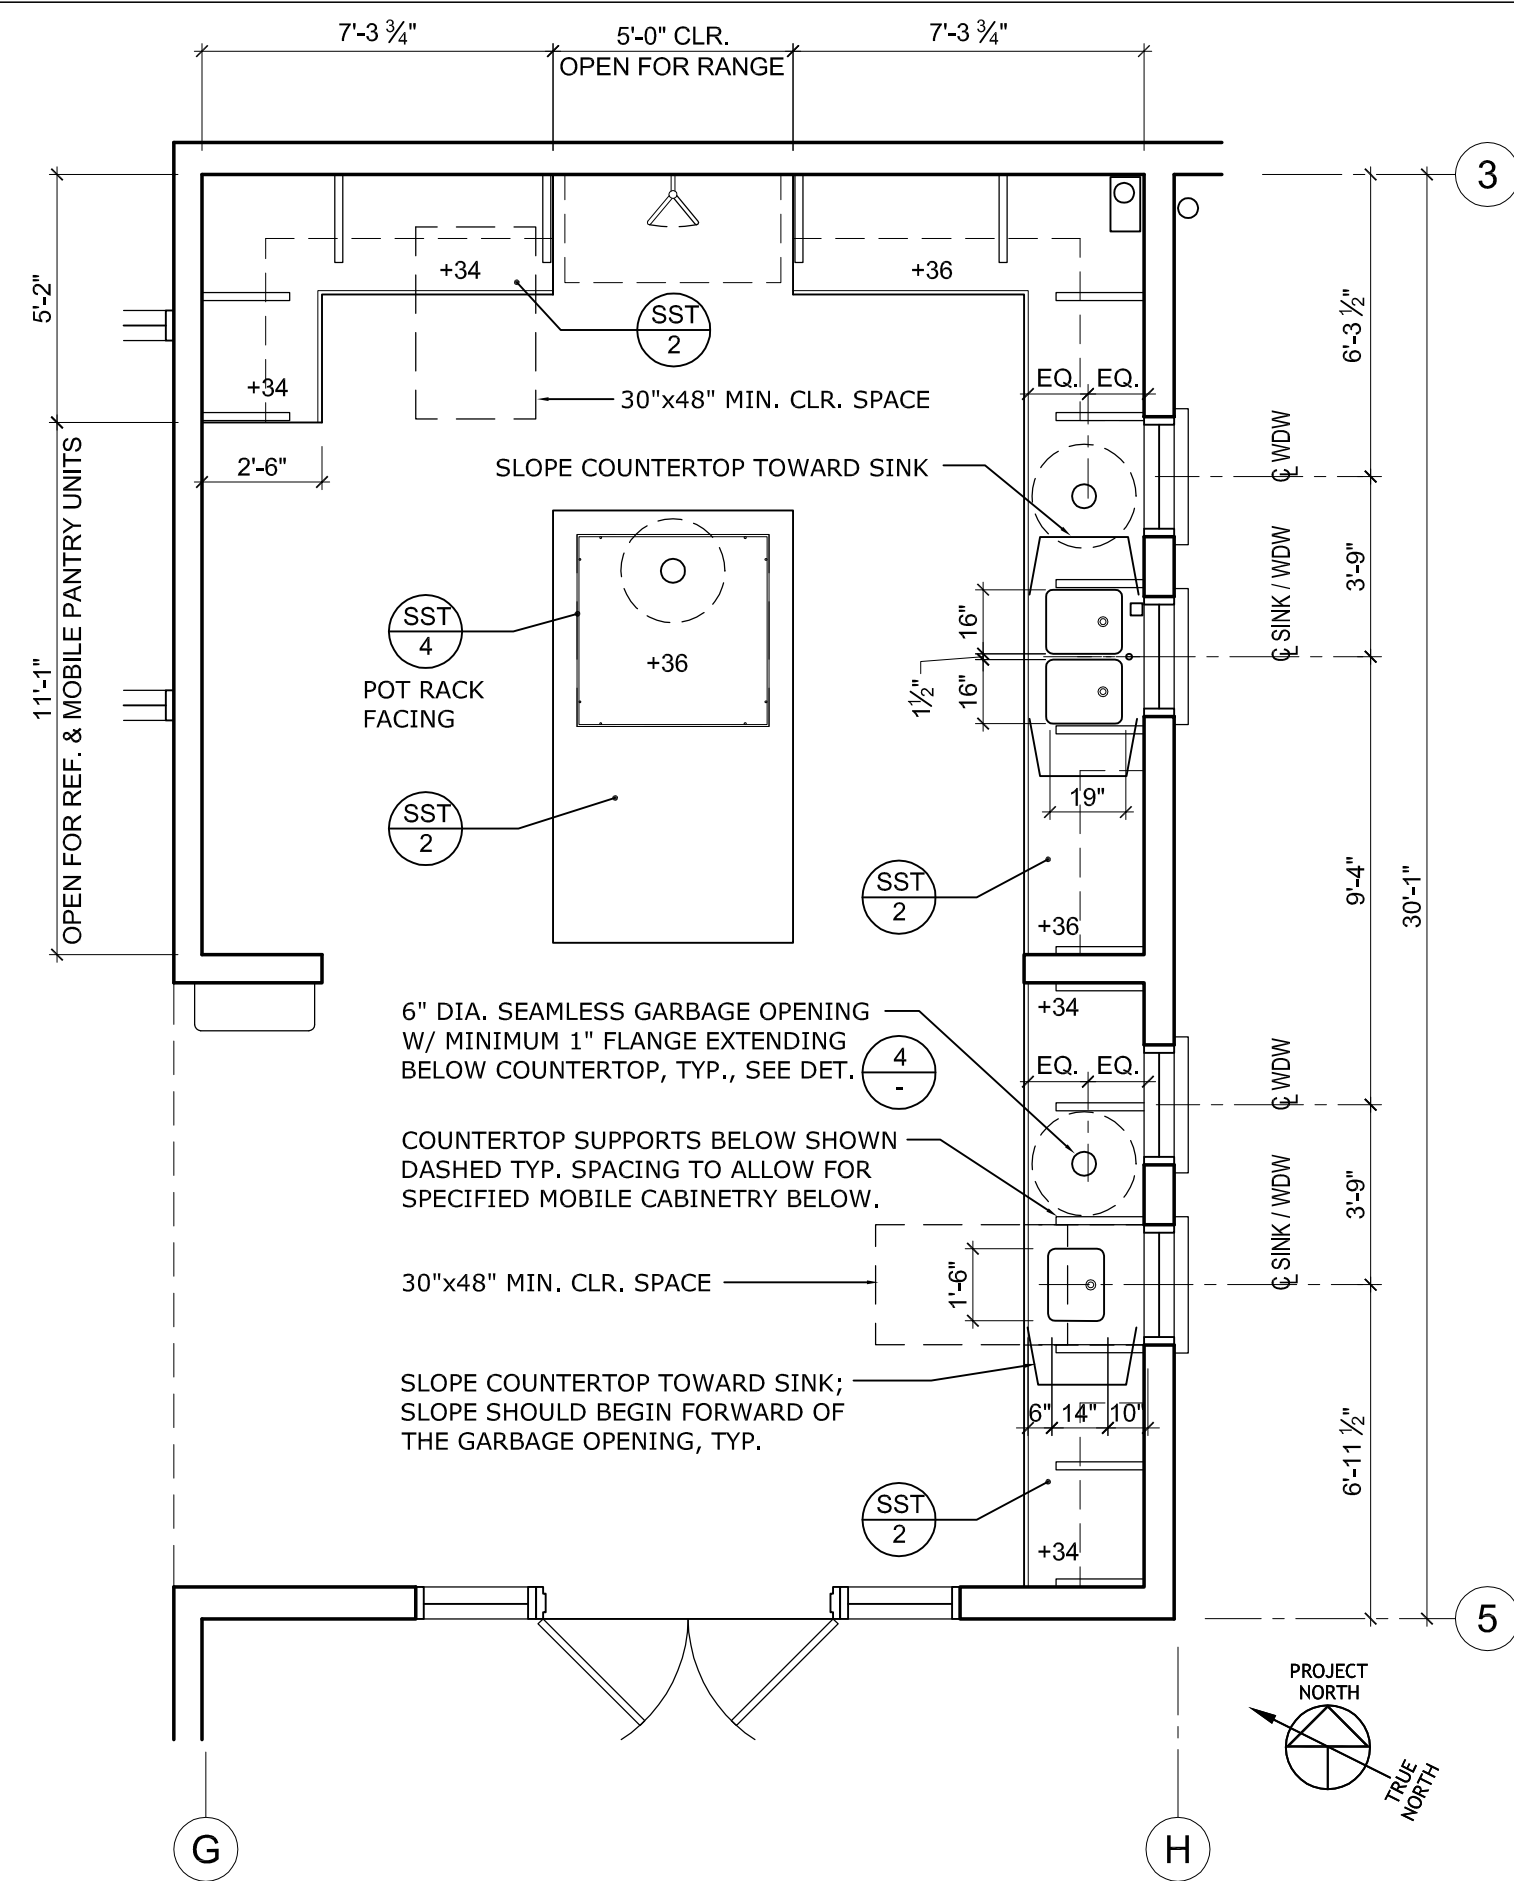 7'-3 ¾"
5'-0" CLR.
OPEN FOR RANGE
7'-3 ¾"
3
5'-2"
+34
+36
SST
2
6'-3 ½"
+34
30"x48" MIN. CLR. SPACE
EQ. EQ.
2'-6"
SLOPE COUNTERTOP TOWARD SINK
CL WDW
11'-1"
OPEN FOR REF. & MOBILE PANTRY UNITS
SST
4
POT RACK
FACING
+36
16"
1½"
16"
3'-9"
CL SINK / WDW
19"
SST
2
SST
2
+36
9'-4"
30'-1"
6" DIA. SEAMLESS GARBAGE OPENING
W/ MINIMUM 1" FLANGE EXTENDING
BELOW COUNTERTOP, TYP., SEE DET.
4
-
+34
EQ. EQ.
CL WDW
COUNTERTOP SUPPORTS BELOW SHOWN
DASHED TYP. SPACING TO ALLOW FOR
SPECIFIED MOBILE CABINETRY BELOW.
3'-9"
CL SINK / WDW
30"x48" MIN. CLR. SPACE
1'-6"
SLOPE COUNTERTOP TOWARD SINK;
SLOPE SHOULD BEGIN FORWARD OF
THE GARBAGE OPENING, TYP.
6" 14" 10"
6'-11 ½"
SST
2
+34
5
PROJECT
NORTH
TRUE
NORTH
G
H